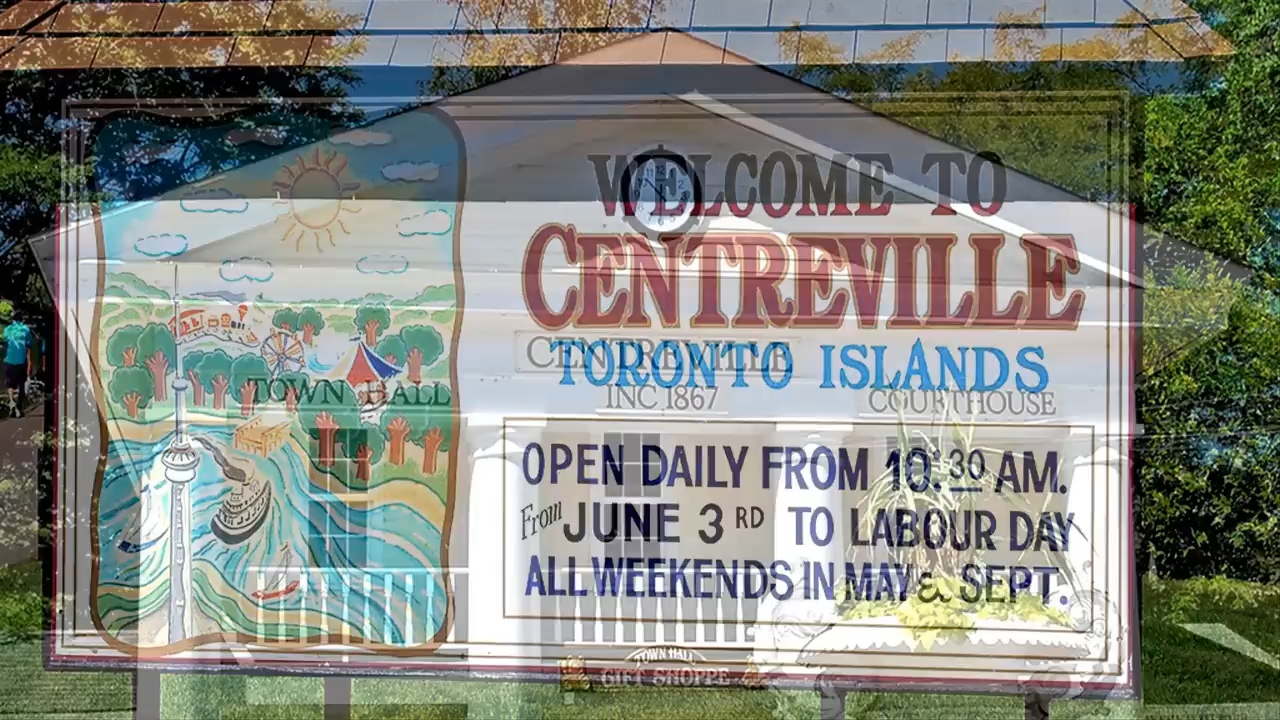 WELCOME TO
CENTREVILLE
TORONTO ISLANDS
CENTREVILLE
INC 1867
TOWN HALL
COURTHOUSE
OPEN DAILY FROM 10:30 AM.
From JUNE 3 RD TO LABOUR DAY
ALL WEEKENDS IN MAY & SEPT.
TOWN HALL
GIFT SHOPPE